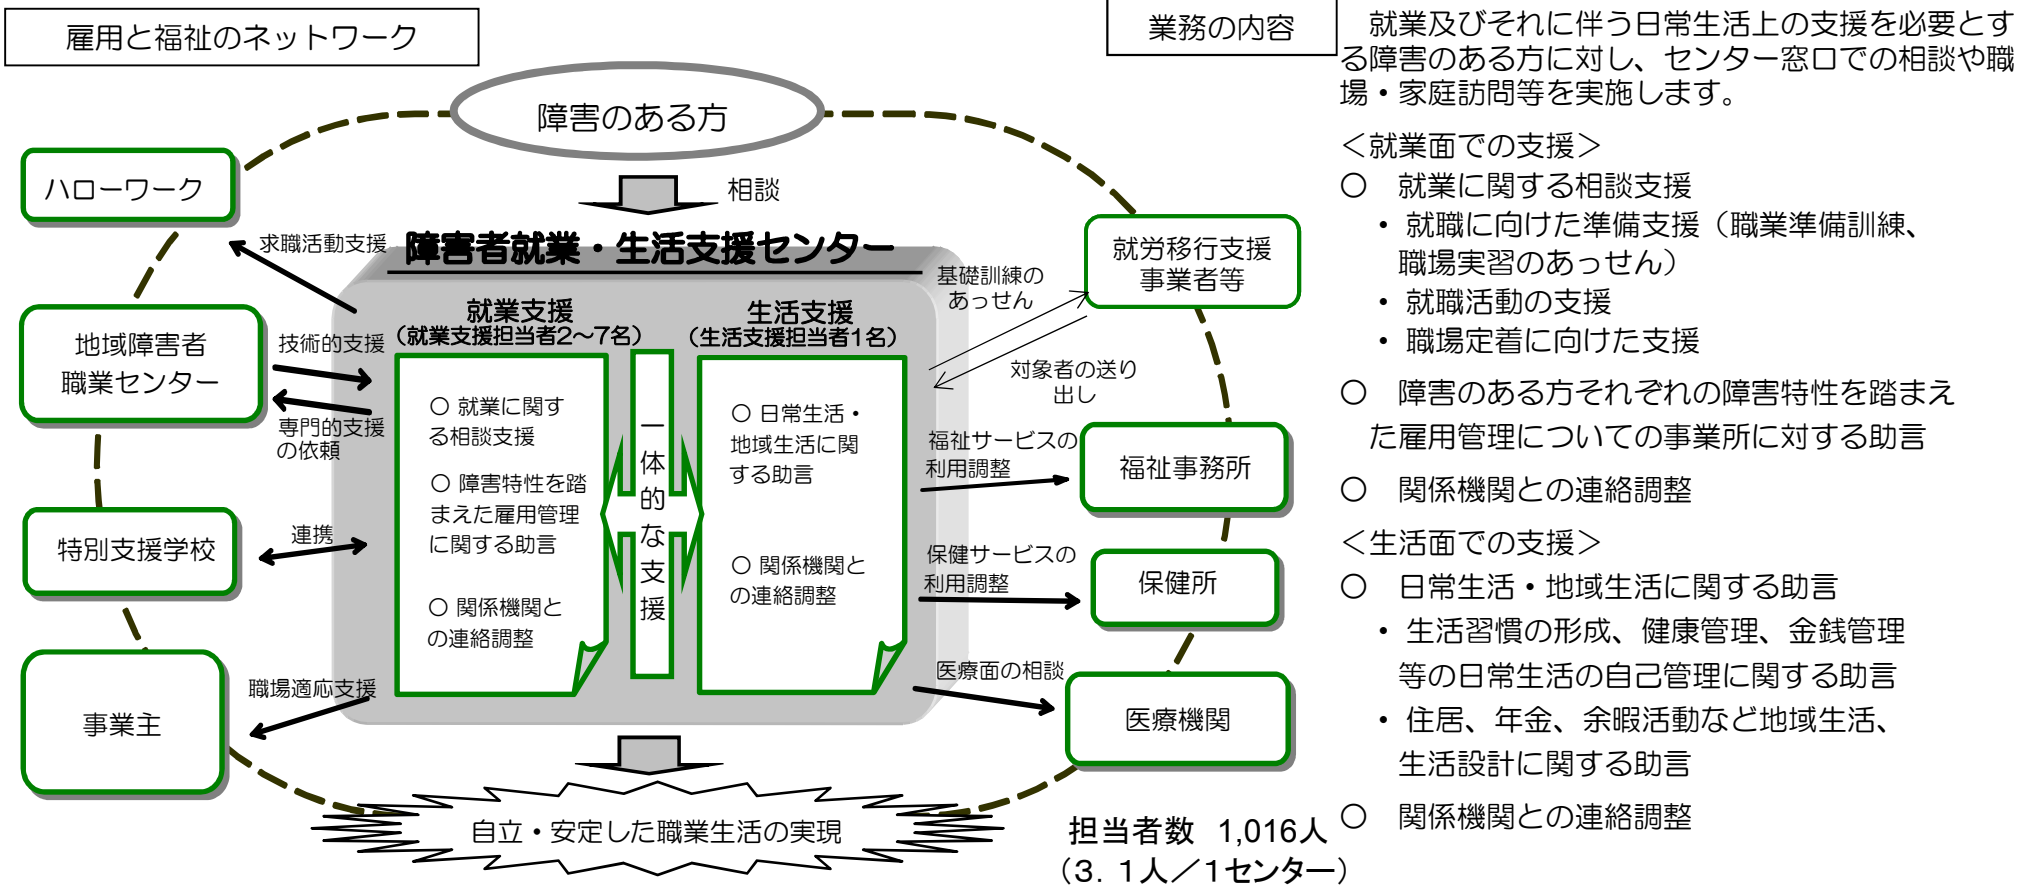 雇用と福祉のネットワーク
障害のある方
相談
ハローワーク
求職活動支援
地域障害者
職業センター
技術的支援
専門的支援
の依頼
特別支援学校
連携
事業主
職場適応支援
障害者就業・生活支援センター
就業支援
(就業支援担当者2～7名)
○ 就業に関す
る相談支援
○ 障害特性を踏
まえた雇用管理
に関する助言
○ 関係機関と
の連絡調整
一体的な支援
生活支援
(生活支援担当者1名)
○ 日常生活・
地域生活に関
する助言
○ 関係機関と
の連絡調整
基礎訓練の
あっせん
対象者の送り
出し
就労移行支援
事業者等
福祉サービスの
利用調整
福祉事務所
保健サービスの
利用調整
保健所
医療面の相談
医療機関
自立・安定した職業生活の実現
担当者数 1,016人
（３．１人／１センター）
業務の内容
就業及びそれに伴う日常生活上の支援を必要とす
る障害のある方に対し、センター窓口での相談や職
場・家庭訪問等を実施します。
＜就業面での支援＞
○ 就業に関する相談支援
・ 就職に向けた準備支援（職業準備訓練、
職場実習のあっせん）
・ 就職活動の支援
・ 職場定着に向けた支援
○ 障害のある方それぞれの障害特性を踏まえ
た雇用管理についての事業所に対する助言
○ 関係機関との連絡調整
＜生活面での支援＞
○ 日常生活・地域生活に関する助言
・ 生活習慣の形成、健康管理、金銭管理
等の日常生活の自己管理に関する助言
・ 住居、年金、余暇活動など地域生活、
生活設計に関する助言
○ 関係機関との連絡調整